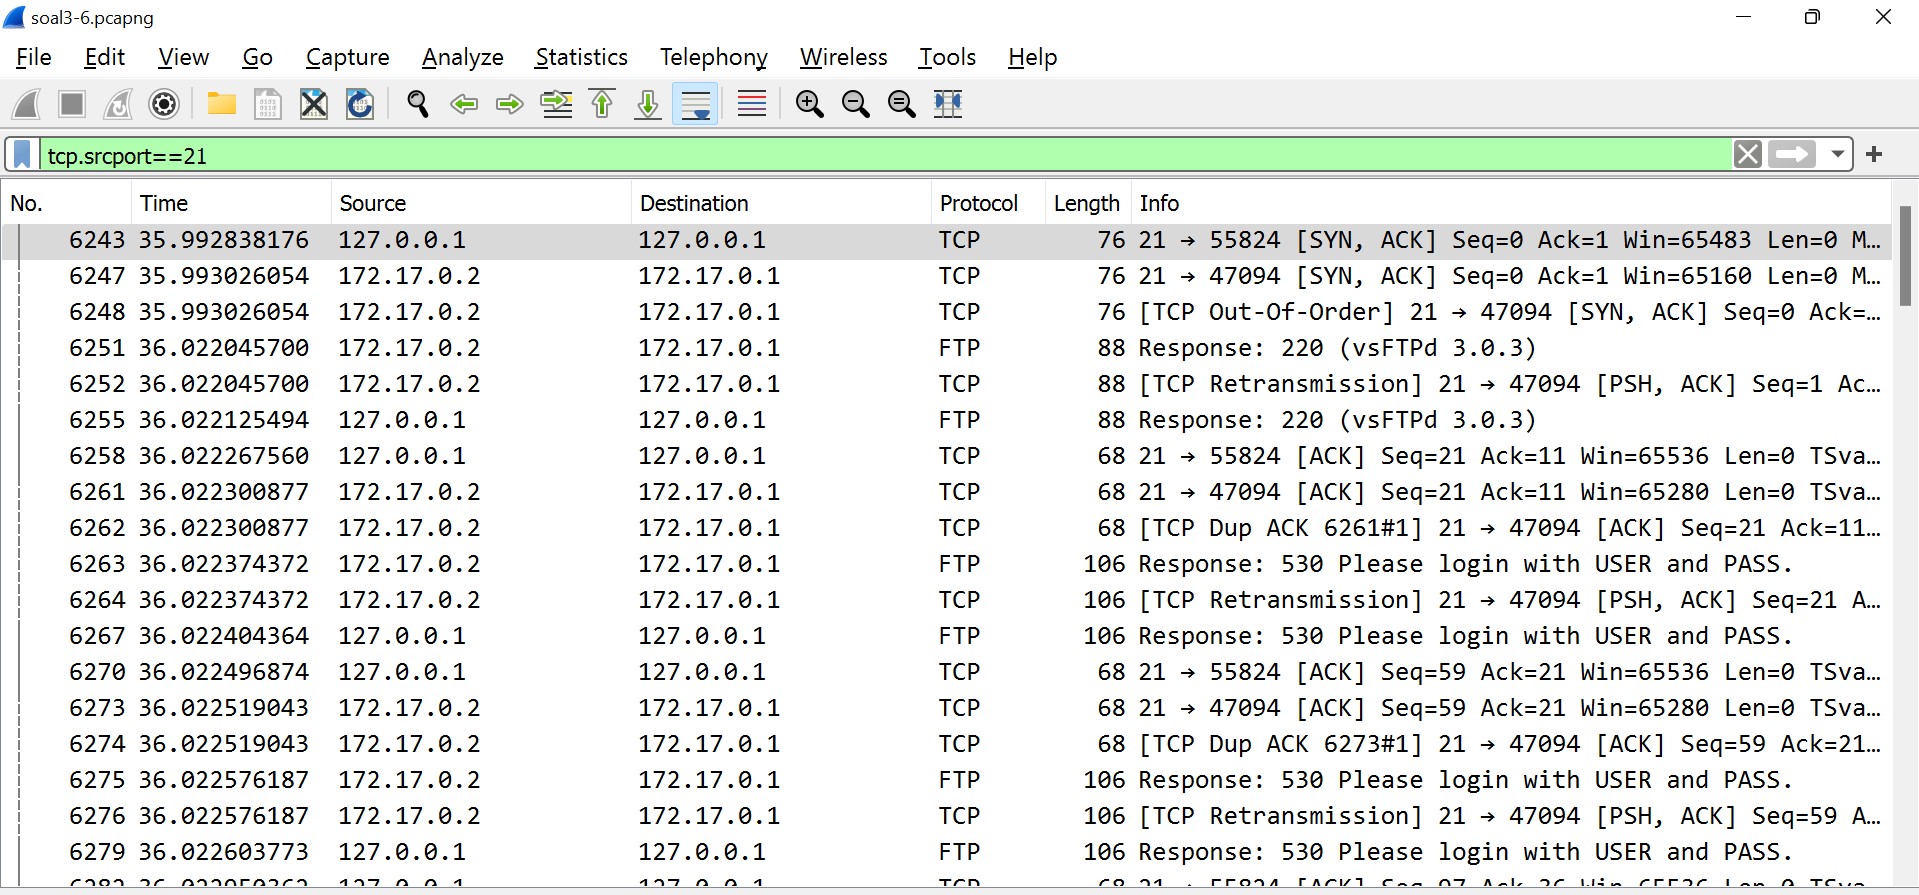 soal3-6.pcapng
File Edit View Go Capture Analyze Statistics Telephony Wireless Tools Help
tcp.srcport==21
No. Time Source Destination Protocol Length Info
6243 35.992838176 127.0.0.1 127.0.0.1 TCP 76 21 → 55824 [SYN, ACK] Seq=0 Ack=1 Win=65483 Len=0 M…
6247 35.993026054 172.17.0.2 172.17.0.1 TCP 76 21 → 47094 [SYN, ACK] Seq=0 Ack=1 Win=65160 Len=0 M…
6248 35.993026054 172.17.0.2 172.17.0.1 TCP 76 [TCP Out-Of-Order] 21 → 47094 [SYN, ACK] Seq=0 Ack=…
6251 36.022045700 172.17.0.2 172.17.0.1 FTP 88 Response: 220 (vsFTPd 3.0.3)
6252 36.022045700 172.17.0.2 172.17.0.1 TCP 88 [TCP Retransmission] 21 → 47094 [PSH, ACK] Seq=1 Ac…
6255 36.022125494 127.0.0.1 127.0.0.1 FTP 88 Response: 220 (vsFTPd 3.0.3)
6258 36.022267560 127.0.0.1 127.0.0.1 TCP 68 21 → 55824 [ACK] Seq=21 Ack=11 Win=65536 Len=0 TSva…
6261 36.022300877 172.17.0.2 172.17.0.1 TCP 68 21 → 47094 [ACK] Seq=21 Ack=11 Win=65280 Len=0 TSva…
6262 36.022300877 172.17.0.2 172.17.0.1 TCP 68 [TCP Dup ACK 6261#1] 21 → 47094 [ACK] Seq=21 Ack=11…
6263 36.022374372 172.17.0.2 172.17.0.1 FTP 106 Response: 530 Please login with USER and PASS.
6264 36.022374372 172.17.0.2 172.17.0.1 TCP 106 [TCP Retransmission] 21 → 47094 [PSH, ACK] Seq=21 A…
6267 36.022404364 127.0.0.1 127.0.0.1 FTP 106 Response: 530 Please login with USER and PASS.
6270 36.022496874 127.0.0.1 127.0.0.1 TCP 68 21 → 55824 [ACK] Seq=59 Ack=21 Win=65536 Len=0 TSva…
6273 36.022519043 172.17.0.2 172.17.0.1 TCP 68 21 → 47094 [ACK] Seq=59 Ack=21 Win=65280 Len=0 TSva…
6274 36.022519043 172.17.0.2 172.17.0.1 TCP 68 [TCP Dup ACK 6273#1] 21 → 47094 [ACK] Seq=59 Ack=21…
6275 36.022576187 172.17.0.2 172.17.0.1 FTP 106 Response: 530 Please login with USER and PASS.
6276 36.022576187 172.17.0.2 172.17.0.1 TCP 106 [TCP Retransmission] 21 → 47094 [PSH, ACK] Seq=59 A…
6279 36.022603773 127.0.0.1 127.0.0.1 FTP 106 Response: 530 Please login with USER and PASS.